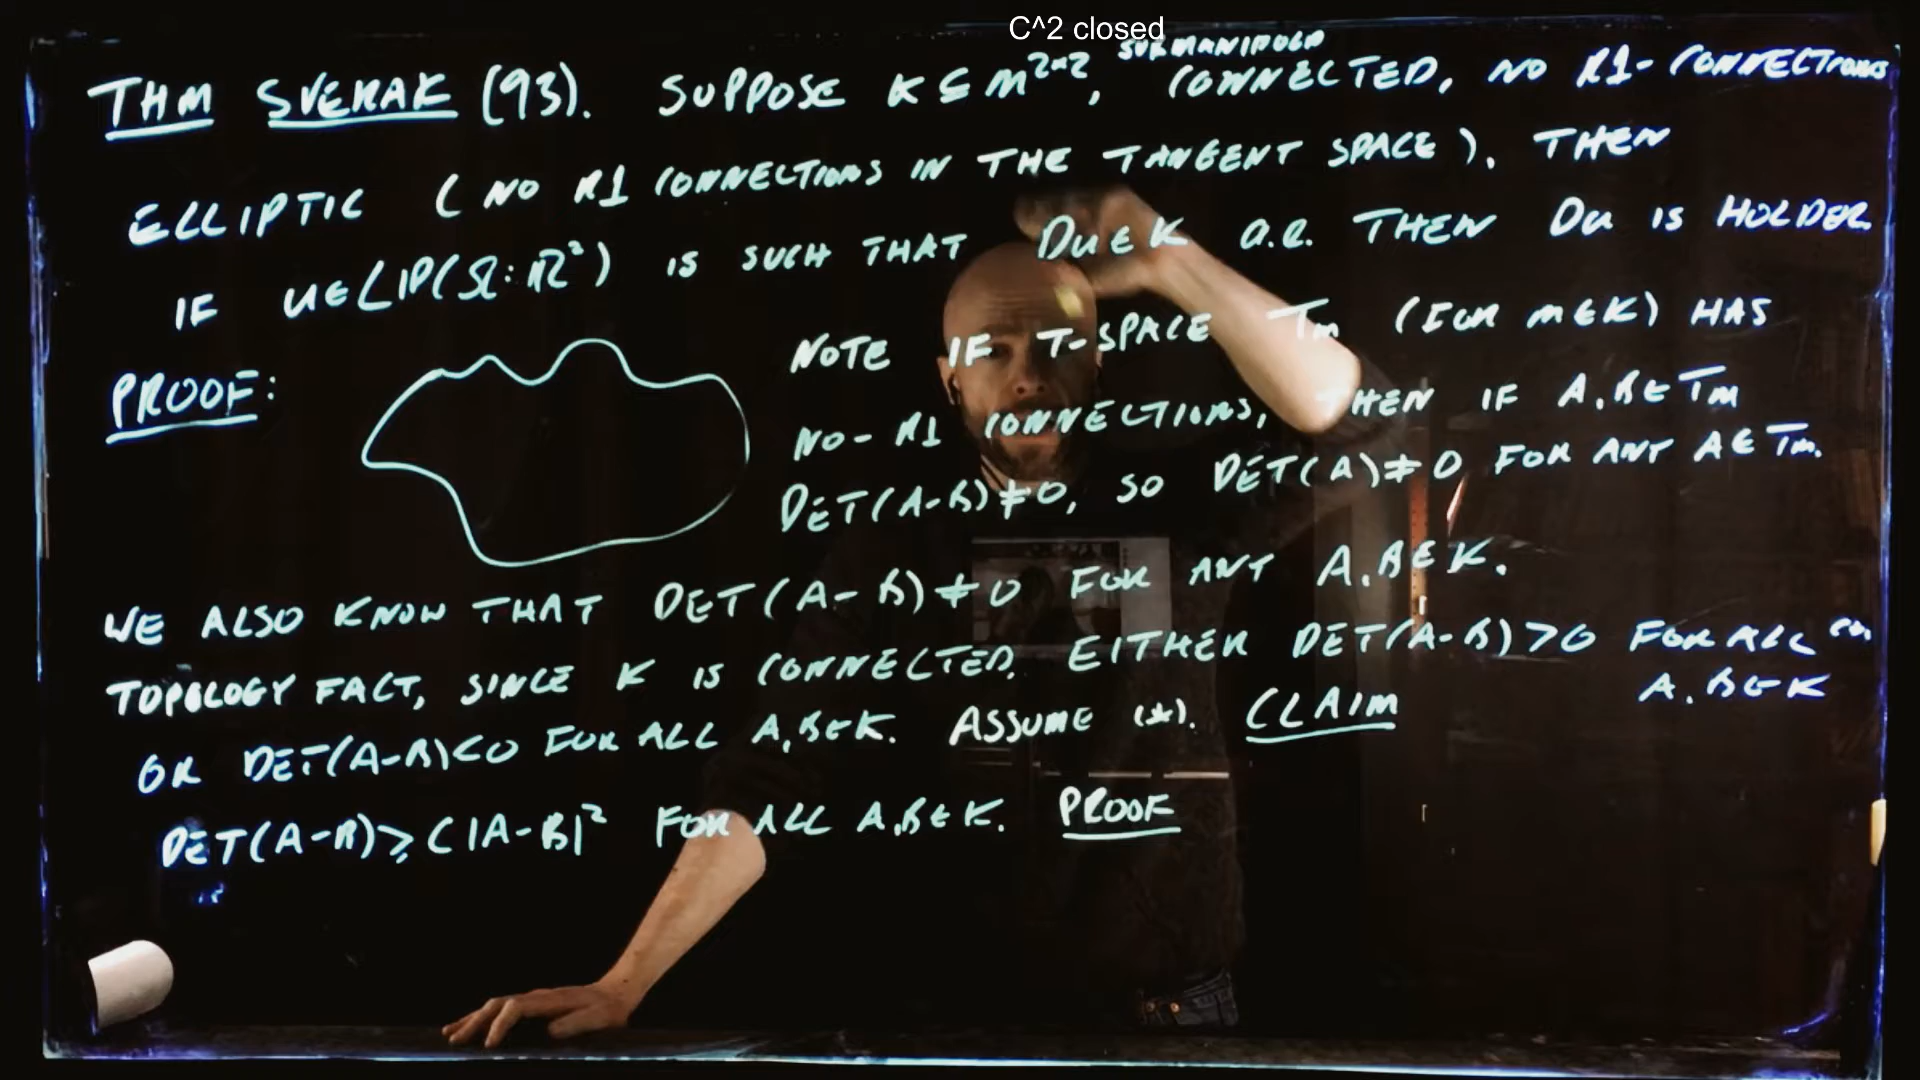 C^2 closed
SUBMANIFOLD
THM SVERAK (93). SUPPOSE K ⊆ M^{2×2}, CONNECTED, NO R1-CONNECTIONS
ELLIPTIC (NO R1 CONNECTIONS IN THE TANGENT SPACE). THEN
IF u∈LIP(Ω:ℝ²) IS SUCH THAT Du∈K a.e. THEN Du IS HOLDER
PROOF:
NOTE IF T-SPACE T_m (FOR M∈K) HAS
NO-R1 CONNECTIONS, THEN IF A,B∈T_M
DET(A-B)≠0, SO DET(A)≠0 FOR ANY A∈T_m.
WE ALSO KNOW THAT DET(A-B)≠0 FOR ANY A,B∈K.
TOPOLOGY FACT, SINCE K IS CONNECTED. EITHER DET(A-B)>0 FOR ALL (*)
A,B∈K
OR DET(A-B)<0 FOR ALL A,B∈K. ASSUME (*). CLAIM
DET(A-B)≥C|A-B|² FOR ALL A,B∈K. PROOF